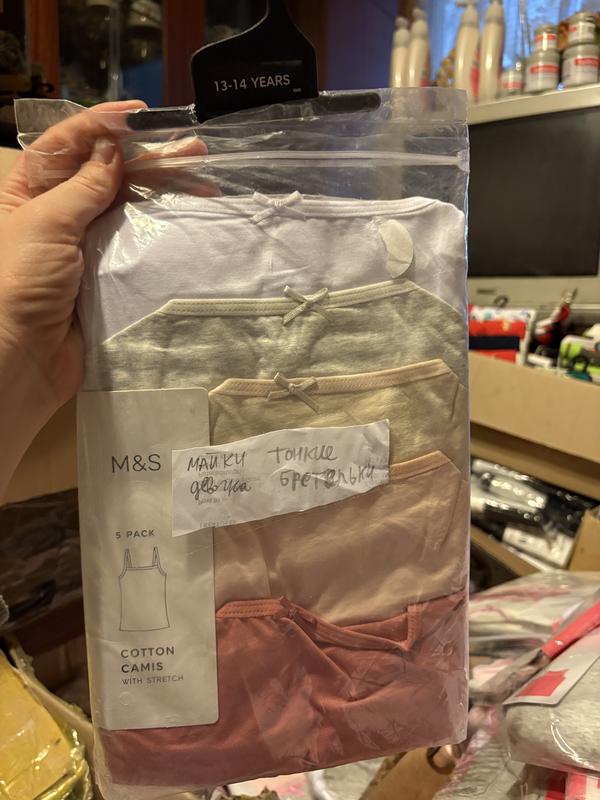 13-14 YEARS
M&S
майки тонкие
девочка бретельки
5 PACK
COTTON
CAMIS
WITH STRETCH